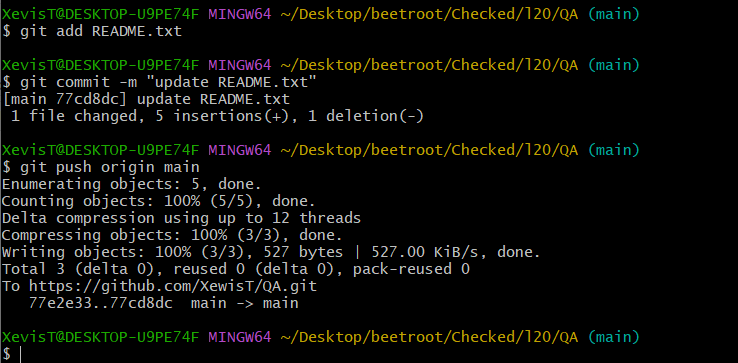 XevisT@DESKTOP-U9PE74F MINGW64 ~/Desktop/beetroot/Checked/l20/QA (main)
$ git add README.txt
XevisT@DESKTOP-U9PE74F MINGW64 ~/Desktop/beetroot/Checked/l20/QA (main)
$ git commit -m "update README.txt"
[main 77cd8dc] update README.txt
 1 file changed, 5 insertions(+), 1 deletion(-)
XevisT@DESKTOP-U9PE74F MINGW64 ~/Desktop/beetroot/Checked/l20/QA (main)
$ git push origin main
Enumerating objects: 5, done.
Counting objects: 100% (5/5), done.
Delta compression using up to 12 threads
Compressing objects: 100% (3/3), done.
Writing objects: 100% (3/3), 527 bytes | 527.00 KiB/s, done.
Total 3 (delta 0), reused 0 (delta 0), pack-reused 0
To https://github.com/XewisT/QA.git
   77e2e33..77cd8dc  main -> main
XevisT@DESKTOP-U9PE74F MINGW64 ~/Desktop/beetroot/Checked/l20/QA (main)
$